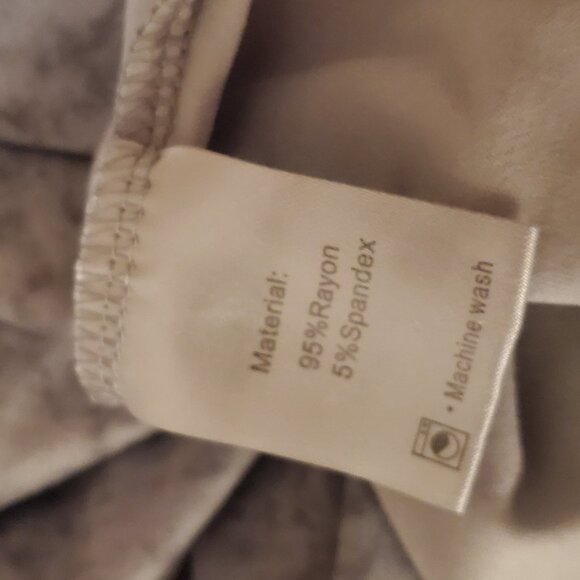 Material:
95%Rayon
5%Spandex
• Machine wash